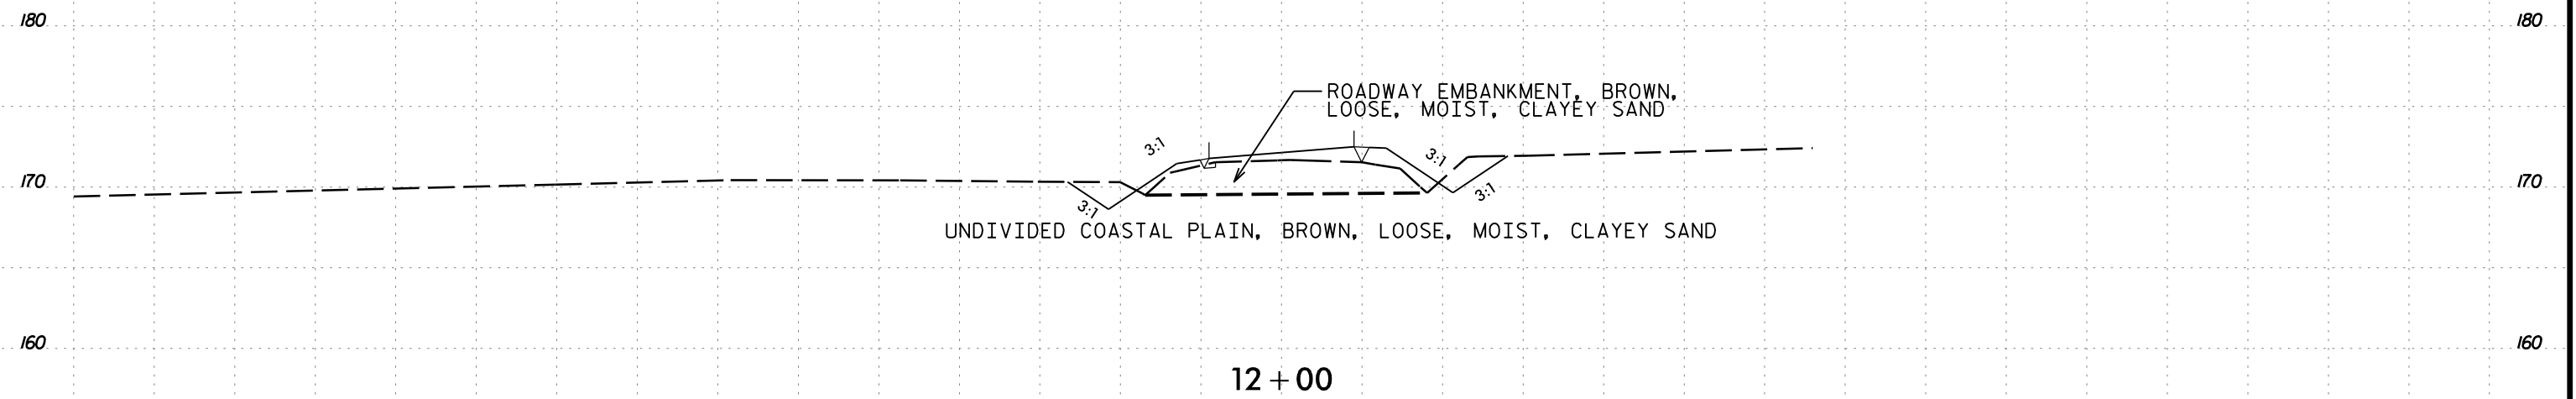 180 180
ROADWAY EMBANKMENT, BROWN,
LOOSE, MOIST, CLAYEY SAND
3:1 3:1
170 170
3:1 3:1
UNDIVIDED COASTAL PLAIN, BROWN, LOOSE, MOIST, CLAYEY SAND
160 160
12+00